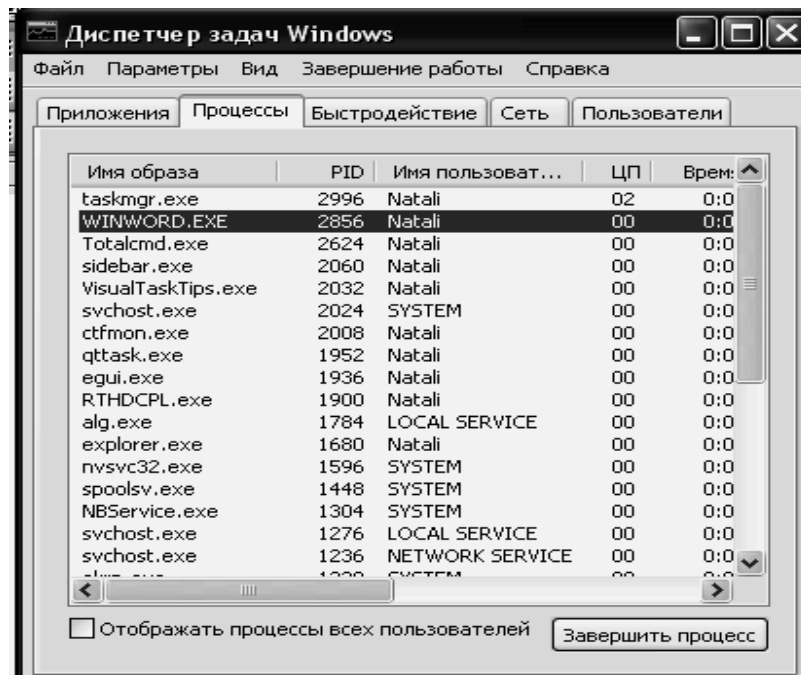 Диспетчер задач Windows
Файл Параметры Вид Завершение работы Справка
Приложения Процессы Быстродействие Сеть Пользователи
Имя образа PID Имя пользоват... ЦП Врем
taskmgr.exe 2996 Natali 02 0:0
WINWORD.EXE 2856 Natali 00 0:0
Totalcmd.exe 2624 Natali 00 0:0
sidebar.exe 2060 Natali 00 0:0
VisualTaskTips.exe 2032 Natali 00 0:0
svchost.exe 2024 SYSTEM 00 0:0
ctfmon.exe 2008 Natali 00 0:0
qttask.exe 1952 Natali 00 0:0
egui.exe 1936 Natali 00 0:0
RTHDCPL.exe 1900 Natali 00 0:0
alg.exe 1784 LOCAL SERVICE 00 0:0
explorer.exe 1680 Natali 00 0:0
nvsvc32.exe 1596 SYSTEM 00 0:0
spoolsv.exe 1448 SYSTEM 00 0:0
NBService.exe 1304 SYSTEM 00 0:0
svchost.exe 1276 LOCAL SERVICE 00 0:0
svchost.exe 1236 NETWORK SERVICE 00 0:0
SYSTEM
Отображать процессы всех пользователей Завершить процесс